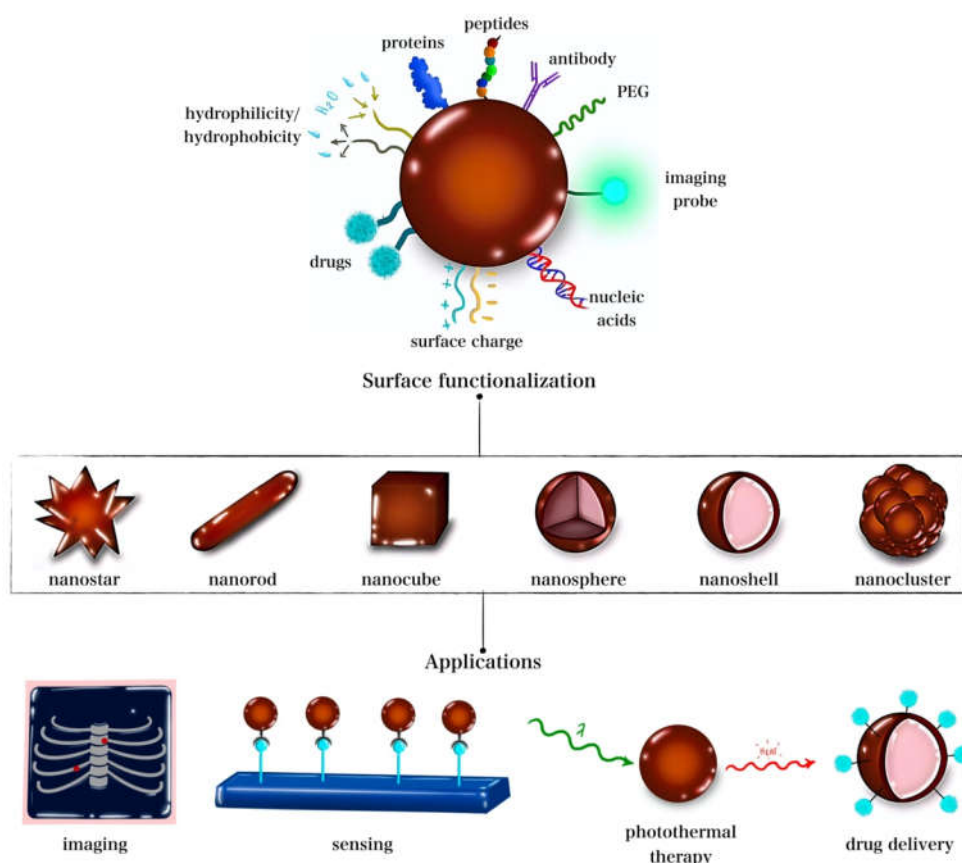 peptides
proteins
antibody
PEG
hydrophilicity/
hydrophobicity
H₂O
imaging
probe
drugs
nucleic
acids
surface charge
Surface functionalization
nanostar
nanorod
nanocube
nanosphere
nanoshell
nanocluster
Applications
λ
HEAT
imaging
sensing
photothermal
therapy
drug delivery